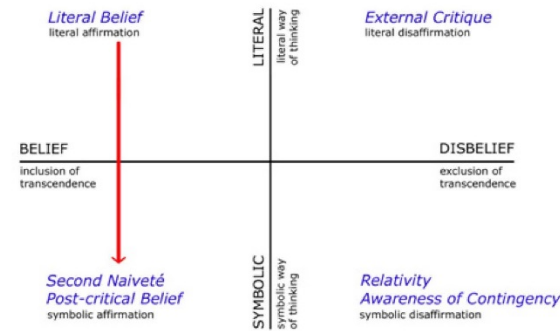 Literal Belief
literal affirmation
LITERAL
literal way
of thinking
External Critique
literal disaffirmation
BELIEF
inclusion of
transcendence
DISBELIEF
exclusion of
transcendence
Second Naiveté
Post-critical Belief
symbolic affirmation
SYMBOLIC
symbolic way
of thinking
Relativity
Awareness of Contingency
symbolic disaffirmation